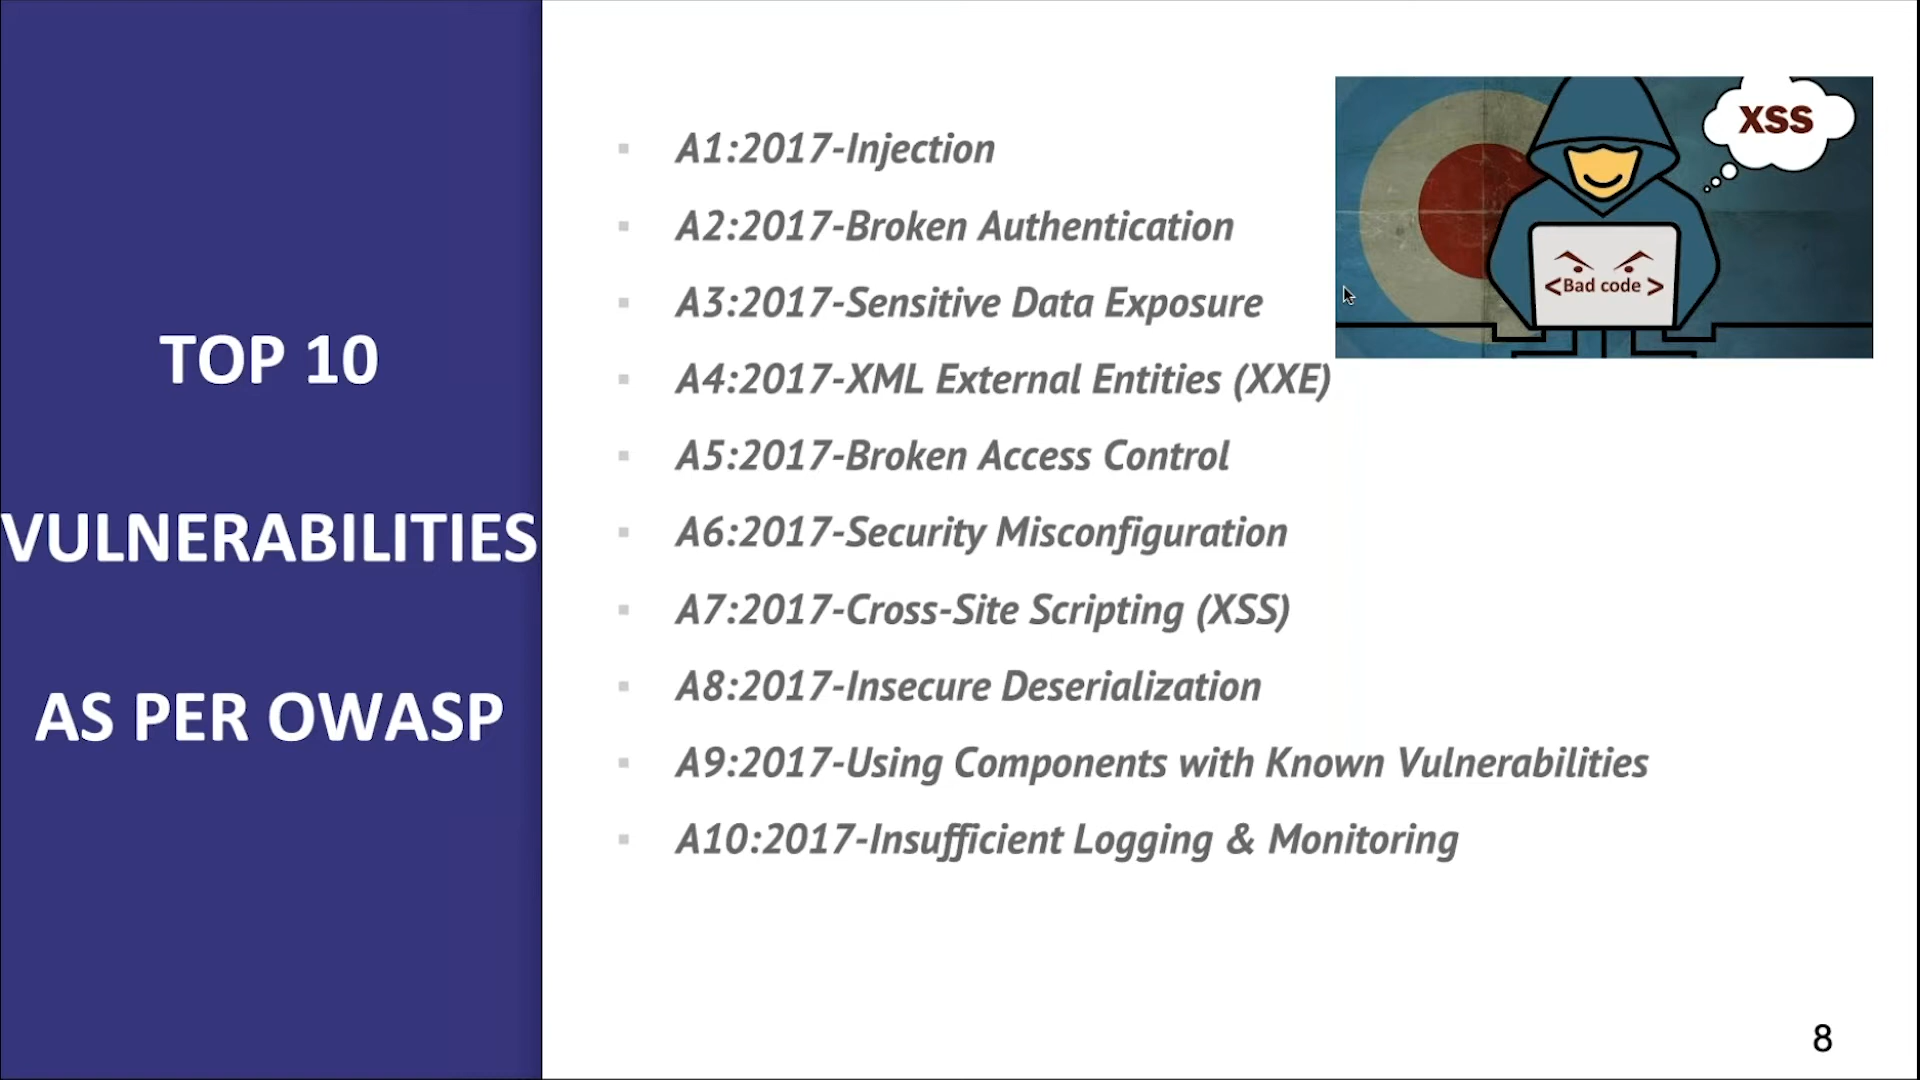 TOP 10
VULNERABILITIES
AS PER OWASP
A1:2017-Injection
A2:2017-Broken Authentication
A3:2017-Sensitive Data Exposure
A4:2017-XML External Entities (XXE)
A5:2017-Broken Access Control
A6:2017-Security Misconfiguration
A7:2017-Cross-Site Scripting (XSS)
A8:2017-Insecure Deserialization
A9:2017-Using Components with Known Vulnerabilities
A10:2017-Insufficient Logging & Monitoring
XSS
<Bad code >
8